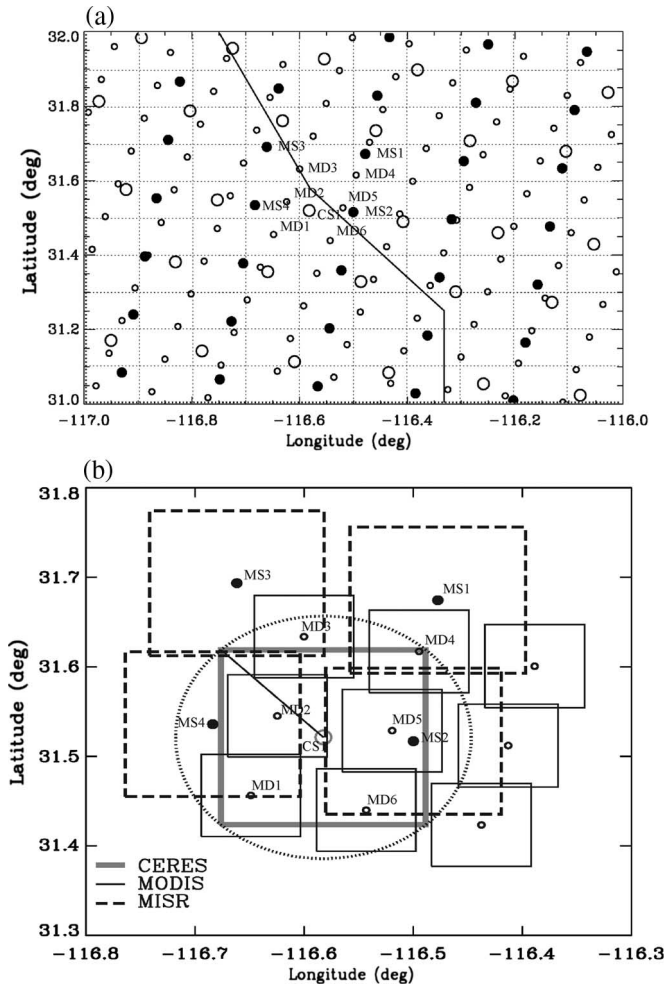 (a)
32.0
31.8
31.6
31.4
31.2
31.0
Latitude (deg)
MS3
MS1
MD3
MD4
MD2
MD5
MS4
CS1
MS2
MD1
MD6
-117.0
-116.8
-116.6
-116.4
-116.2
-116.0
Longitude (deg)
(b)
31.8
31.7
31.6
31.5
31.4
31.3
Latitude (deg)
MS3
MS1
MD3
MD4
MD2
MD5
MS4
CS1
MS2
MD1
MD6
CERES
MODIS
MISR
-116.8
-116.7
-116.6
-116.5
-116.4
-116.3
Longitude (deg)